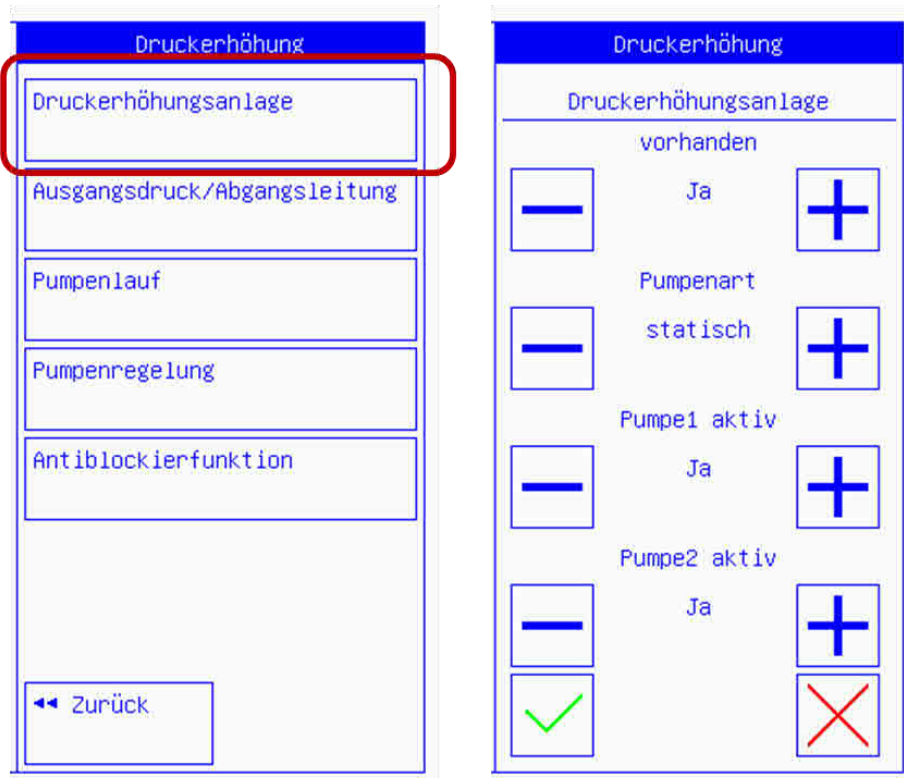 Druckerhöhung
Druckerhöhungsanlage
Ausgangsdruck/Abgangsleitung
Pumpenlauf
Pumpenregelung
Antiblockierfunktion
◄◄ Zurück
Druckerhöhung
Druckerhöhungsanlage
vorhanden
Ja
Pumpenart
statisch
Pumpe1 aktiv
Ja
Pumpe2 aktiv
Ja